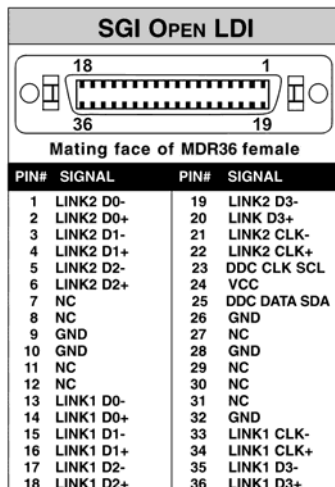 SGI OPEN LDI
18 1
36 19
Mating face of MDR36 female
PIN# SIGNAL PIN# SIGNAL
1 LINK2 D0- 19 LINK2 D3-
2 LINK2 D0+ 20 LINK D3+
3 LINK2 D1- 21 LINK2 CLK-
4 LINK2 D1+ 22 LINK2 CLK+
5 LINK2 D2- 23 DDC CLK SCL
6 LINK2 D2+ 24 VCC
7 NC 25 DDC DATA SDA
8 NC 26 GND
9 GND 27 NC
10 GND 28 GND
11 NC 29 NC
12 NC 30 NC
13 LINK1 D0- 31 NC
14 LINK1 D0+ 32 GND
15 LINK1 D1- 33 LINK1 CLK-
16 LINK1 D1+ 34 LINK1 CLK+
17 LINK1 D2- 35 LINK1 D3-
18 LINK1 D2+ 36 LINK1 D3+